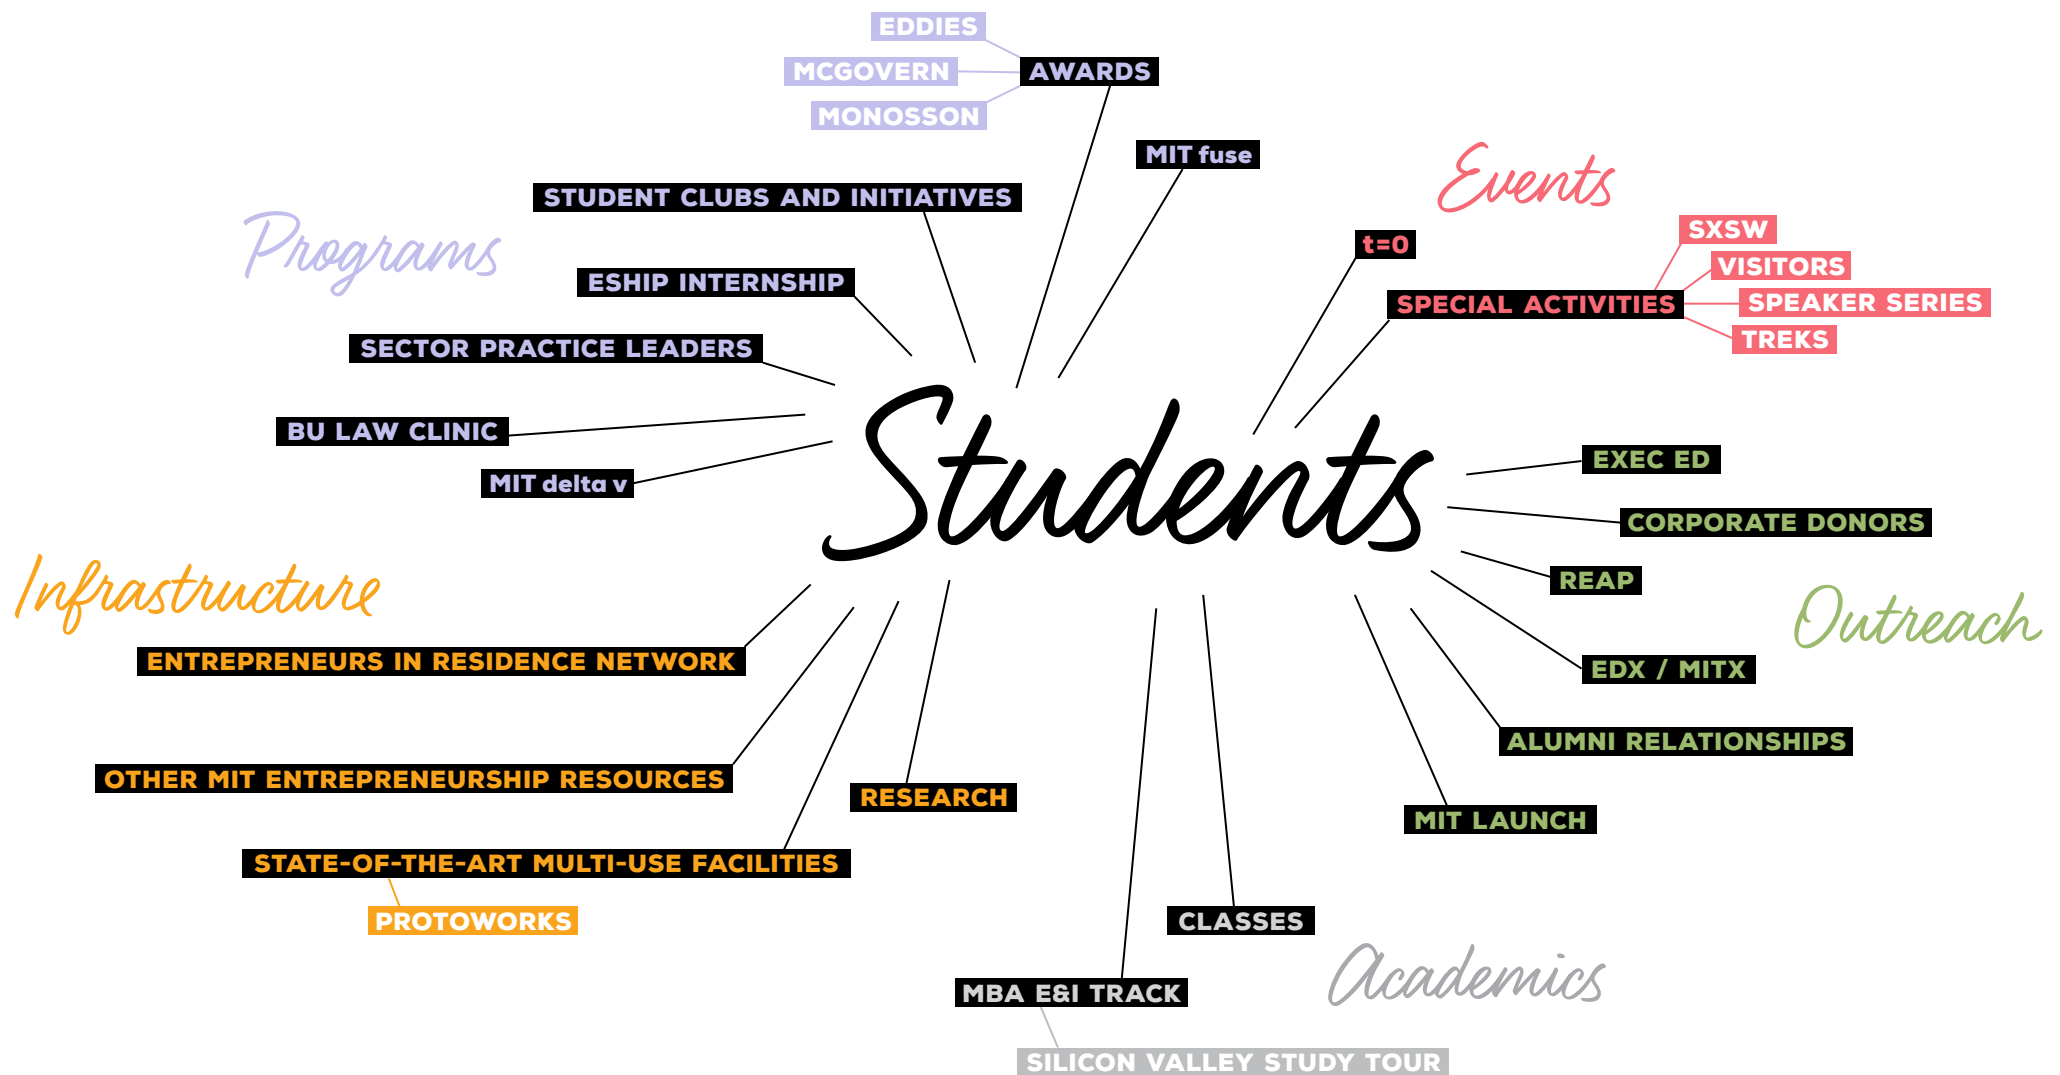 EDDIES
MCGOVERN
MONOSSON
AWARDS
MIT fuse
STUDENT CLUBS AND INITIATIVES
Programs
ESHIP INTERNSHIP
SECTOR PRACTICE LEADERS
BU LAW CLINIC
MIT delta v
Events
t=0
SPECIAL ACTIVITIES
SXSW
VISITORS
SPEAKER SERIES
TREKS
Students
EXEC ED
CORPORATE DONORS
REAP
Outreach
EDX / MITX
ALUMNI RELATIONSHIPS
MIT LAUNCH
Infrastructure
ENTREPRENEURS IN RESIDENCE NETWORK
OTHER MIT ENTREPRENEURSHIP RESOURCES
RESEARCH
STATE-OF-THE-ART MULTI-USE FACILITIES
PROTOWORKS
CLASSES
Academics
MBA E&I TRACK
SILICON VALLEY STUDY TOUR